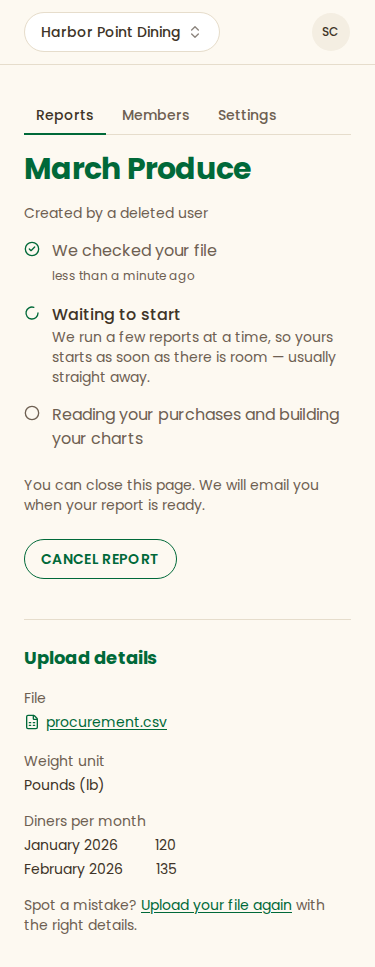 Harbor Point Dining
SC
Reports
Members
Settings
March Produce
Created by a deleted user
We checked your file
less than a minute ago
Waiting to start
We run a few reports at a time, so yours
starts as soon as there is room — usually
straight away.
Reading your purchases and building
your charts
You can close this page. We will email you
when your report is ready.
CANCEL REPORT
Upload details
File
procurement.csv
Weight unit
Pounds (lb)
Diners per month
January 2026 120
February 2026 135
Spot a mistake? Upload your file again with
the right details.